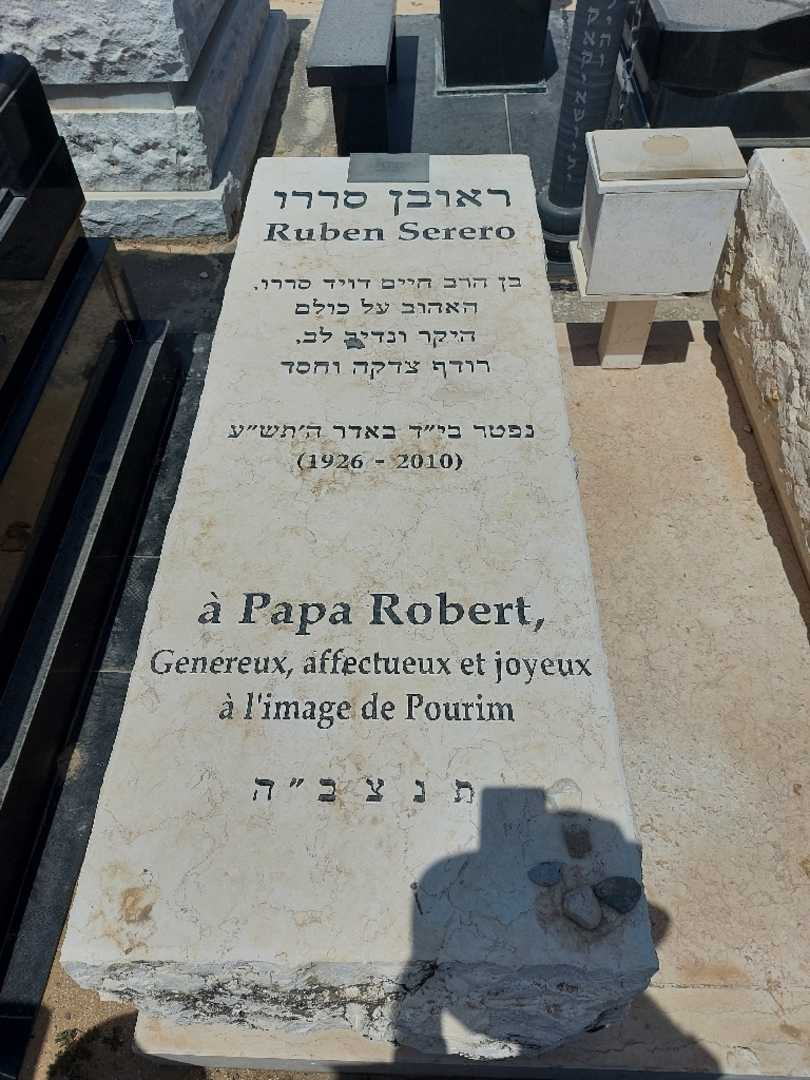 ראובן סררו
Ruben Serero
בן הרב חיים דויד סררו,
האהוב על כולם
היקר ונדיב לב,
רודף צדקה וחסד
נפטר בי״ד באדר ה׳תש״ע
(1926 - 2010)
à Papa Robert,
Genereux, affectueux et joyeux
à l'image de Pourim
ת נ צ ב ״ ה